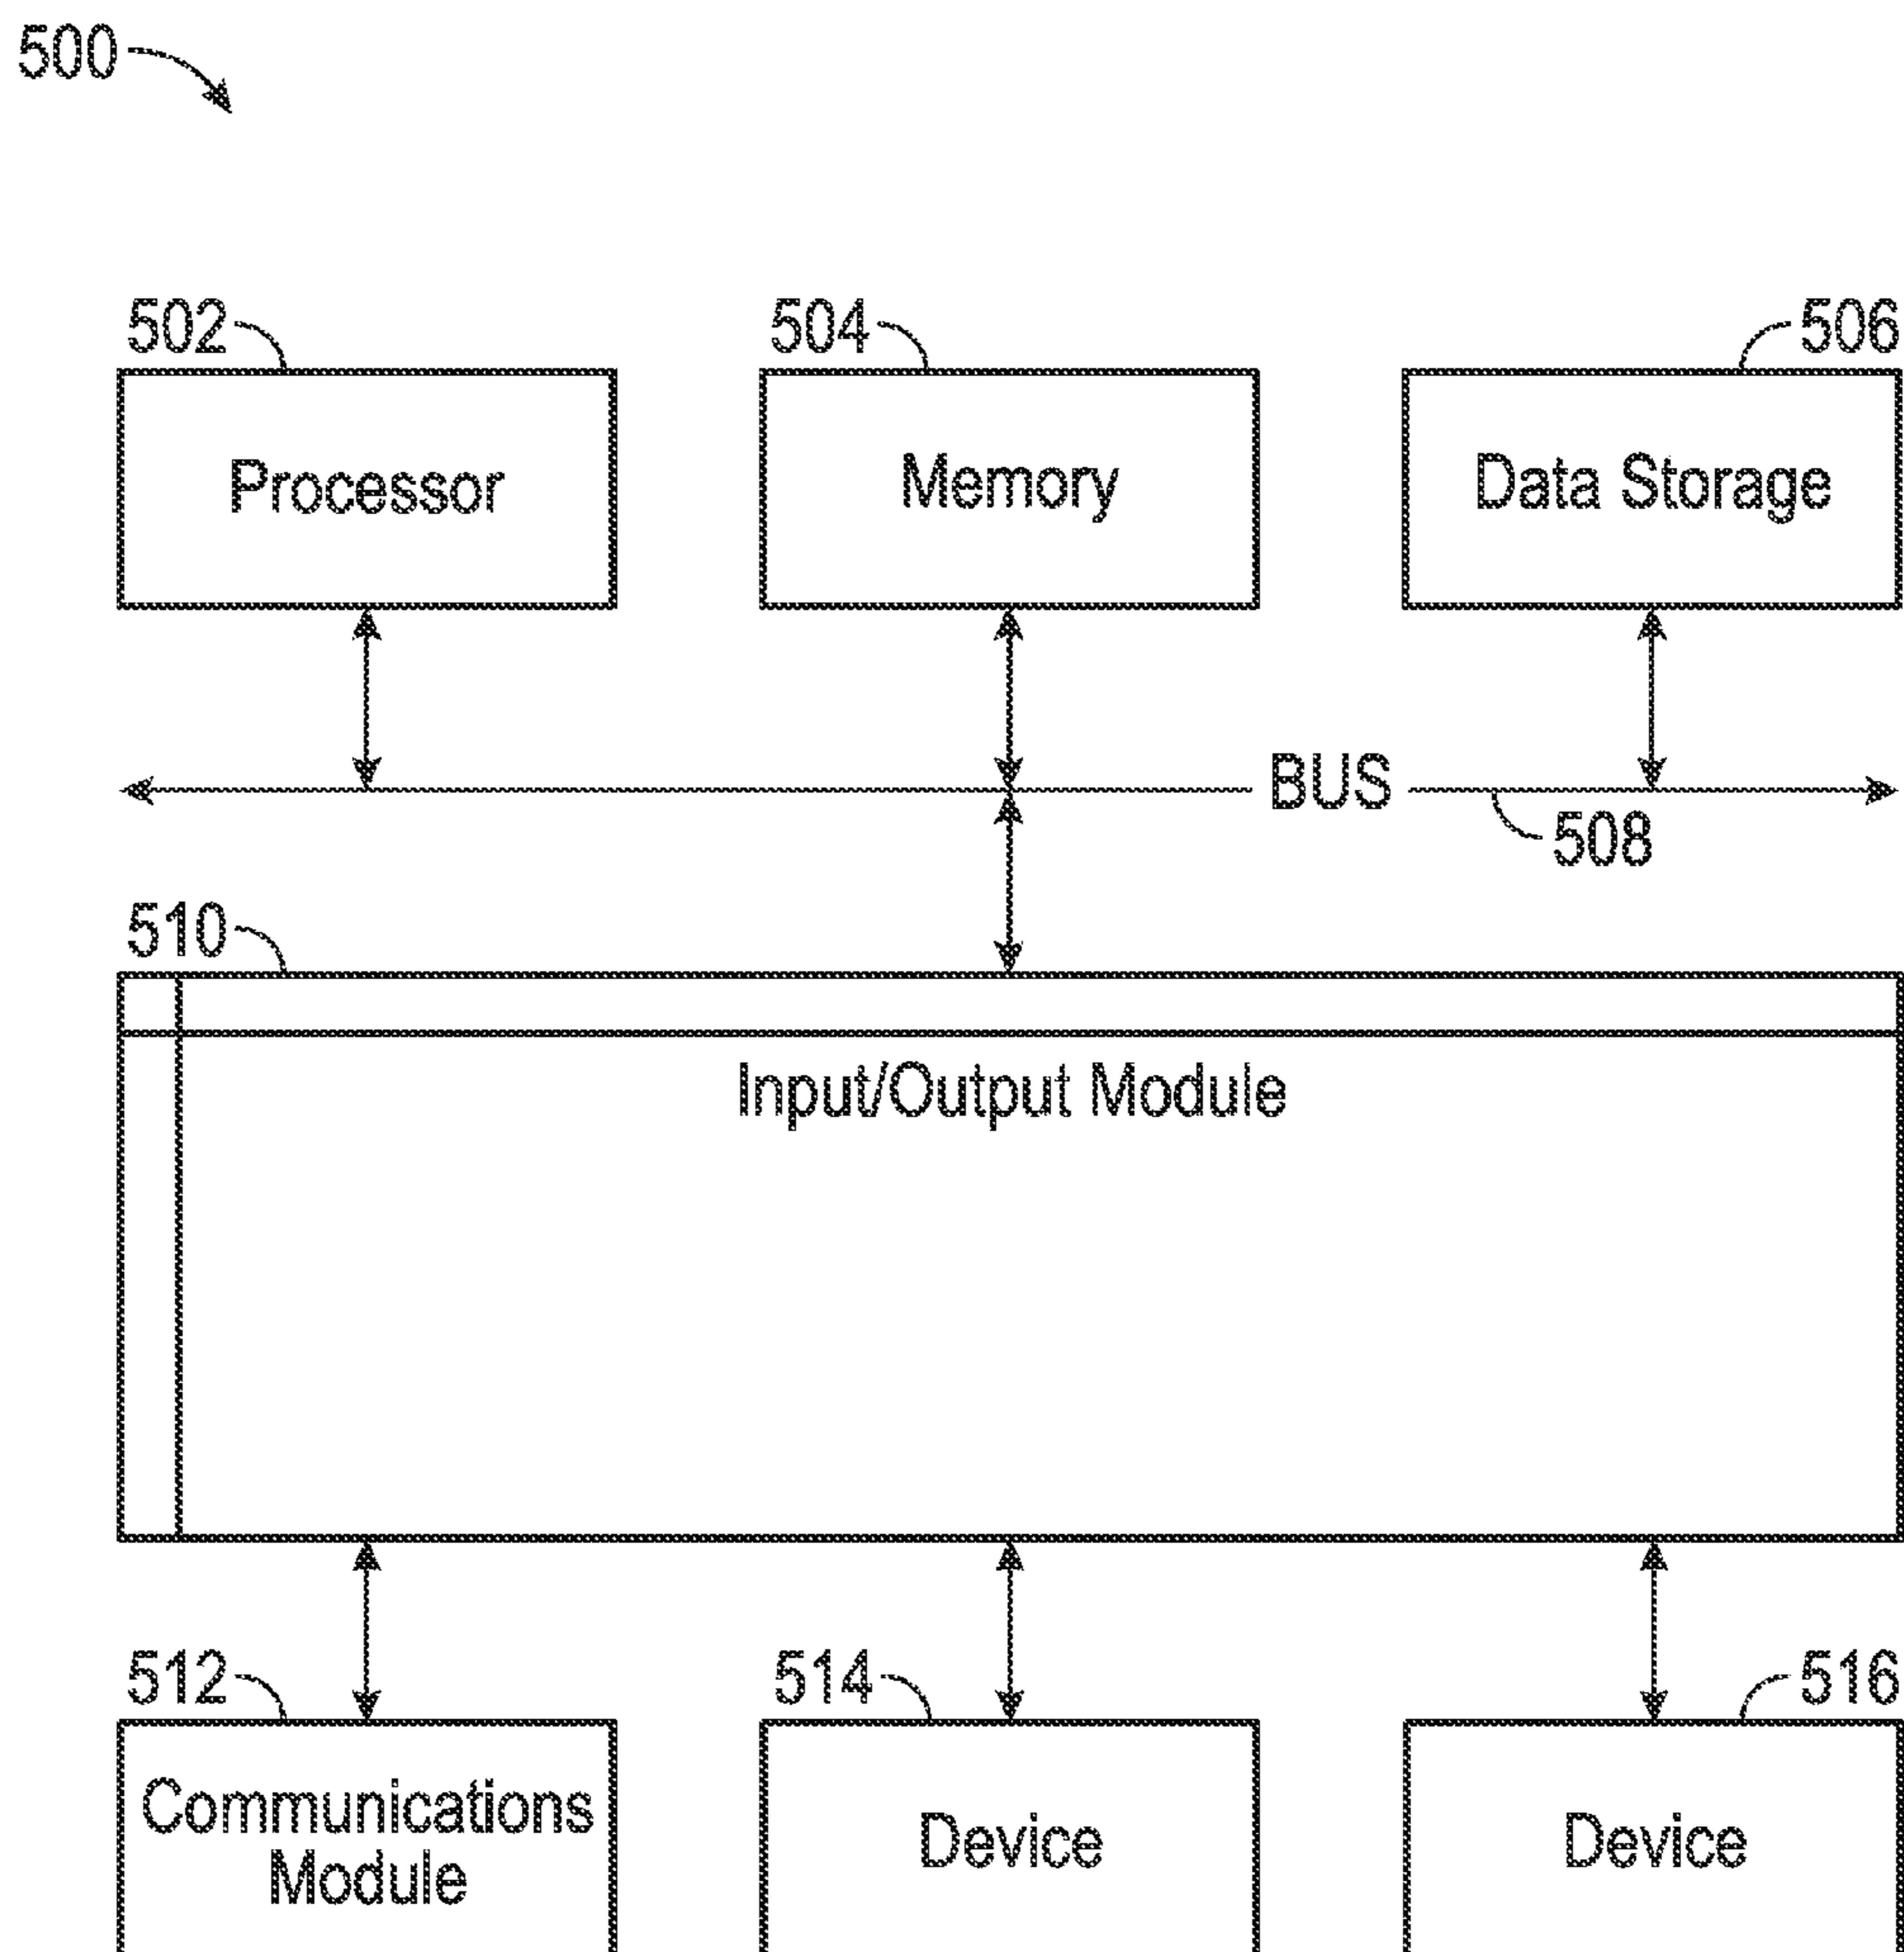 500
502
504
506
Processor
Memory
Data Storage
BUS
508
510
Input/Output Module
512
514
516
Communications
Module
Device
Device